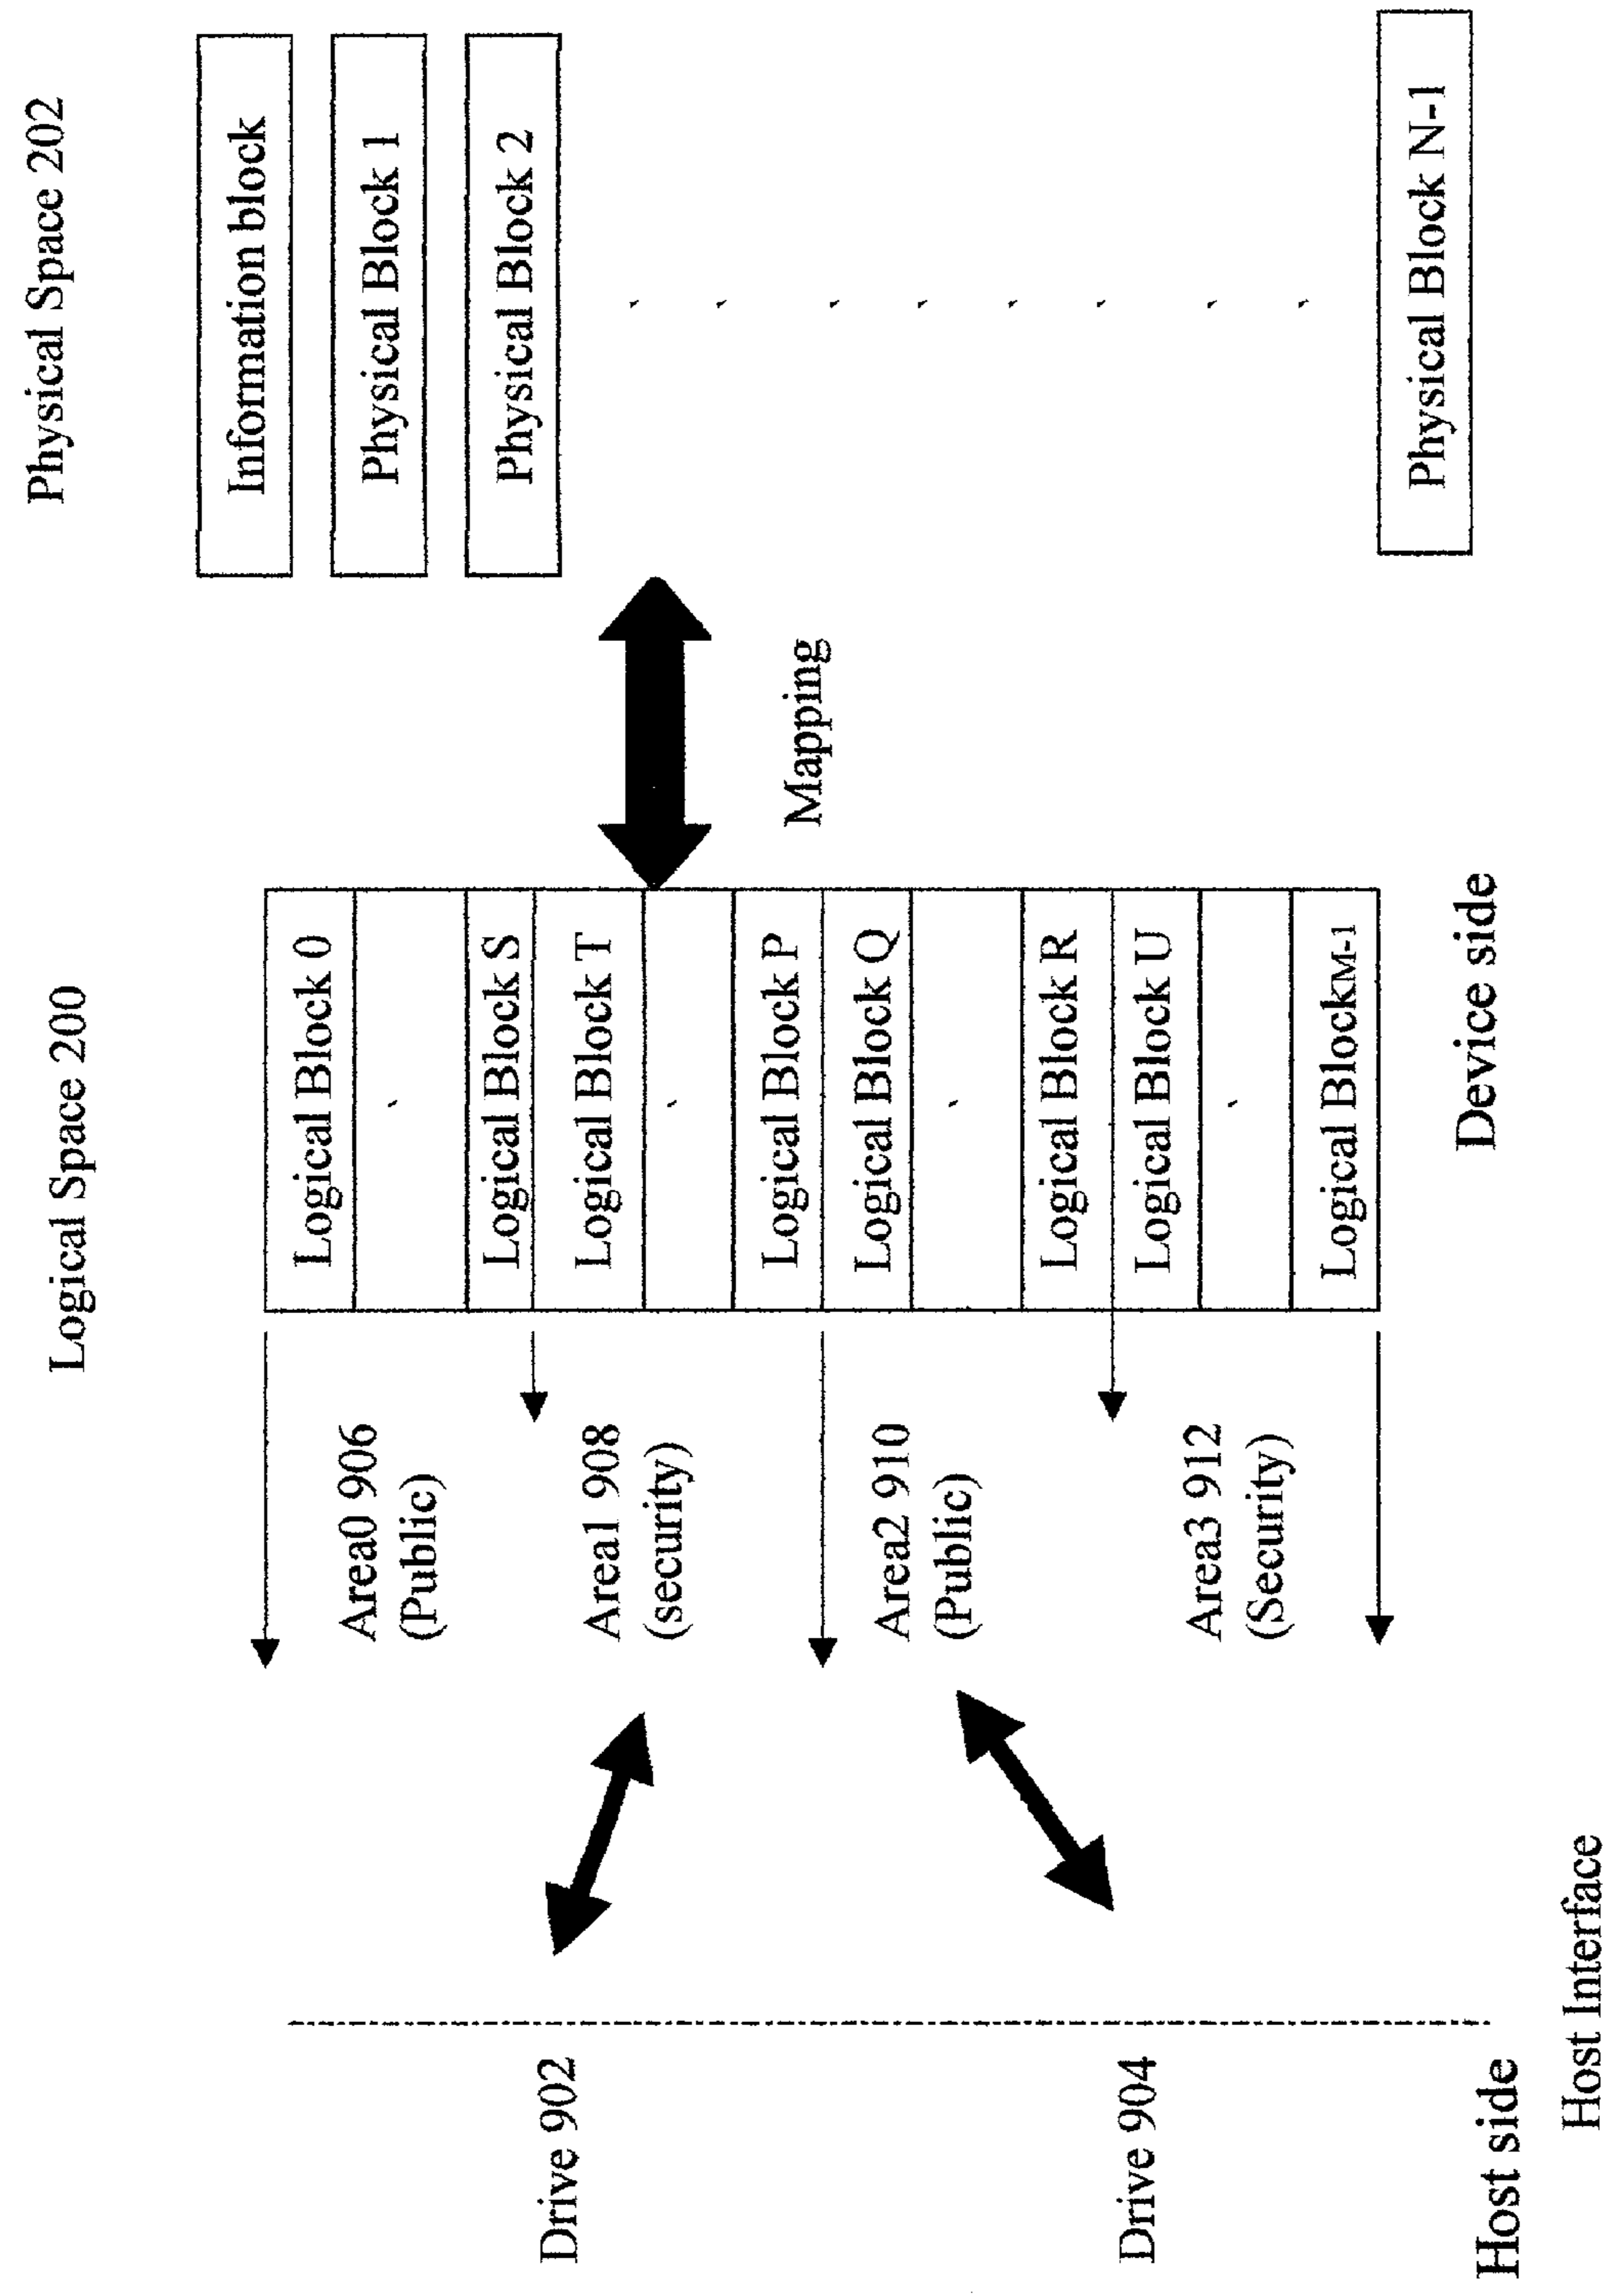 Physical Space 202
Information block
Physical Block 1
Physical Block 2
Physical Block N-1
Mapping
Logical Space 200
Logical Block 0
Logical Block S
Logical Block T
Logical Block P
Logical Block Q
Logical Block R
Logical Block U
Logical BlockM-1
Device side
Area0 906
(Public)
Area1 908
(security)
Area2 910
(Public)
Area3 912
(Security)
Drive 902
Drive 904
Host side
Host Interface